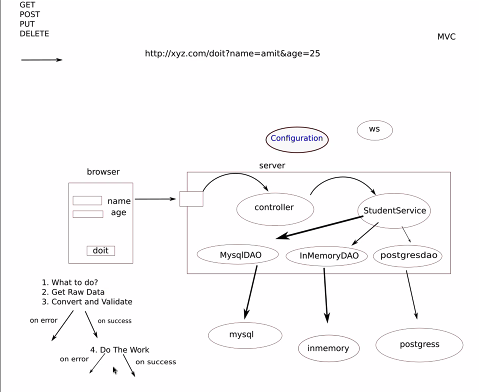 GET
POST
PUT
DELETE
MVC
http://xyz.com/doit?name=amit&age=25
ws
Configuration
server
browser
name
age
doit
controller
StudentService
MysqlDAO
InMemoryDAO
postgresdao
1. What to do?
2. Get Raw Data
3. Convert and Validate
on error
on success
4. Do The Work
on error
on success
mysql
inmemory
postgress